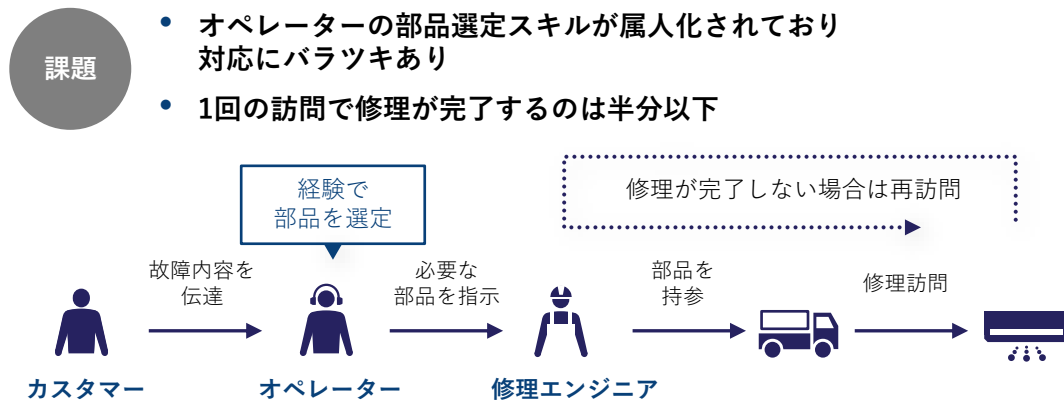 課題
• オペレーターの部品選定スキルが属人化されており
対応にバラツキあり
• 1回の訪問で修理が完了するのは半分以下
経験で
部品を選定
修理が完了しない場合は再訪問
故障内容を
伝達
必要な
部品を指示
部品を
持参
修理訪問
カスタマー
オペレーター
修理エンジニア